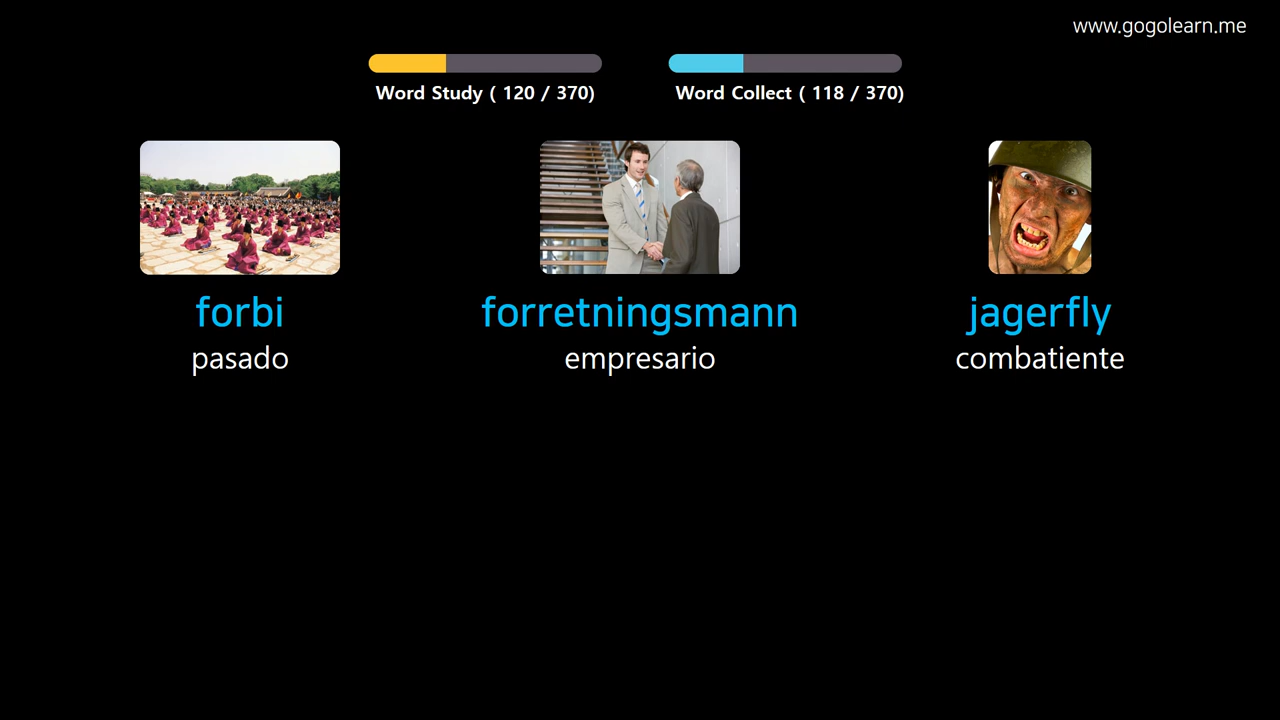 www.gogolearn.me
Word Study ( 120 / 370)
Word Collect ( 118 / 370)
forbi
forretningsmann
jagerfly
pasado
empresario
combatiente